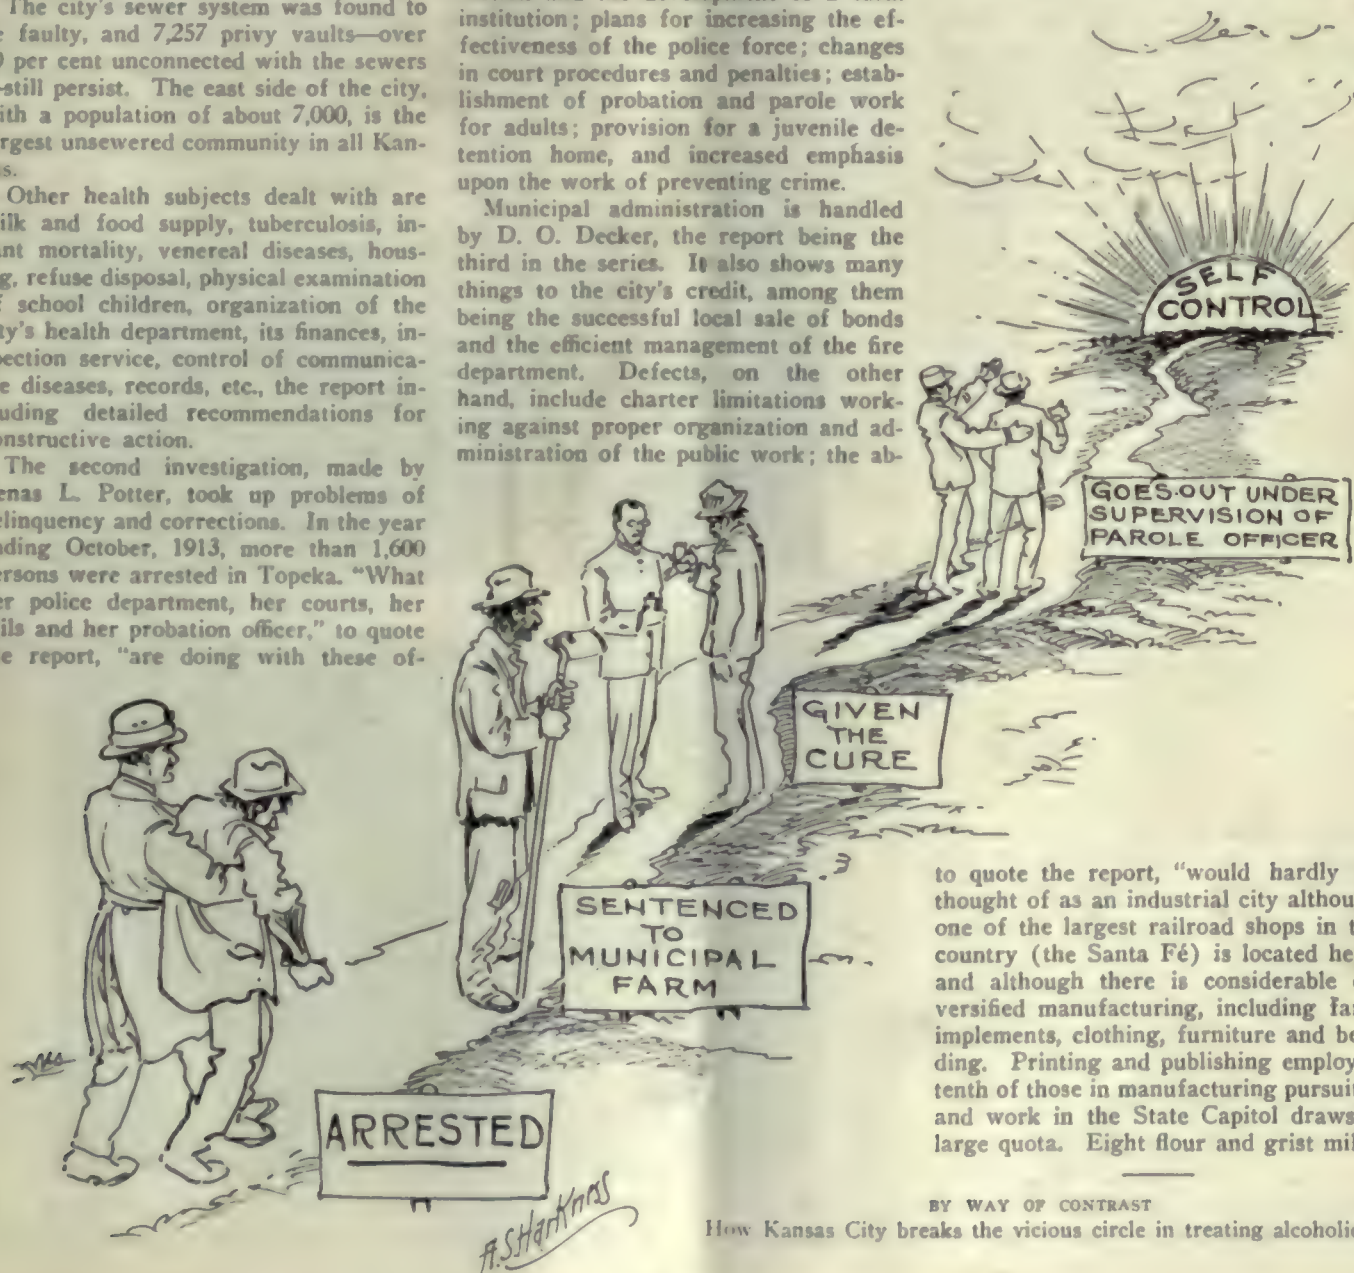 The city's sewer system was found to
faulty, and 7,257 privy vaults—over
per cent unconnected with the sewers
—still persist. The east side of the city,
with a population of about 7,000, is the
largest unsewered community in all Kan-
s.
Other health subjects dealt with are
milk and food supply, tuberculosis, in-
ant mortality, venereal diseases, hous-
g, refuse disposal, physical examination
f school children, organization of the
ty's health department, its finances, in-
pection service, control of communica-
e diseases, records, etc., the report in-
uding detailed recommendations for
onstructive action.
The second investigation, made by
enas L. Potter, took up problems of
elinquency and corrections. In the year
nding October, 1913, more than 1,600
ersons were arrested in Topeka. "What
er police department, her courts, her
ils and her probation officer," to quote
e report, "are doing with these of-
institution; plans for increasing the ef-
fectiveness of the police force; changes
in court procedures and penalties; estab-
lishment of probation and parole work
for adults; provision for a juvenile de-
tention home, and increased emphasis
upon the work of preventing crime.
Municipal administration is handled
by D. O. Decker, the report being the
third in the series. It also shows many
things to the city's credit, among them
being the successful local sale of bonds
and the efficient management of the fire
department. Defects, on the other
hand, include charter limitations work-
ing against proper organization and ad-
ministration of the public work; the ab-
SELF
CONTROL
GOES OUT UNDER
SUPERVISION OF
PAROLE OFFICER
GIVEN
THE
CURE
SENTENCED
TO
MUNICIPAL
FARM
ARRESTED
A.S. Harkness
to quote the report, "would hardly
thought of as an industrial city althou
one of the largest railroad shops in t
country (the Santa Fé) is located he
and although there is considerable
versified manufacturing, including far
implements, clothing, furniture and be
ding. Printing and publishing employ
tenth of those in manufacturing pursuit
and work in the State Capitol draws
large quota. Eight flour and grist mil
BY WAY OF CONTRAST
How Kansas City breaks the vicious circle in treating alcoholic